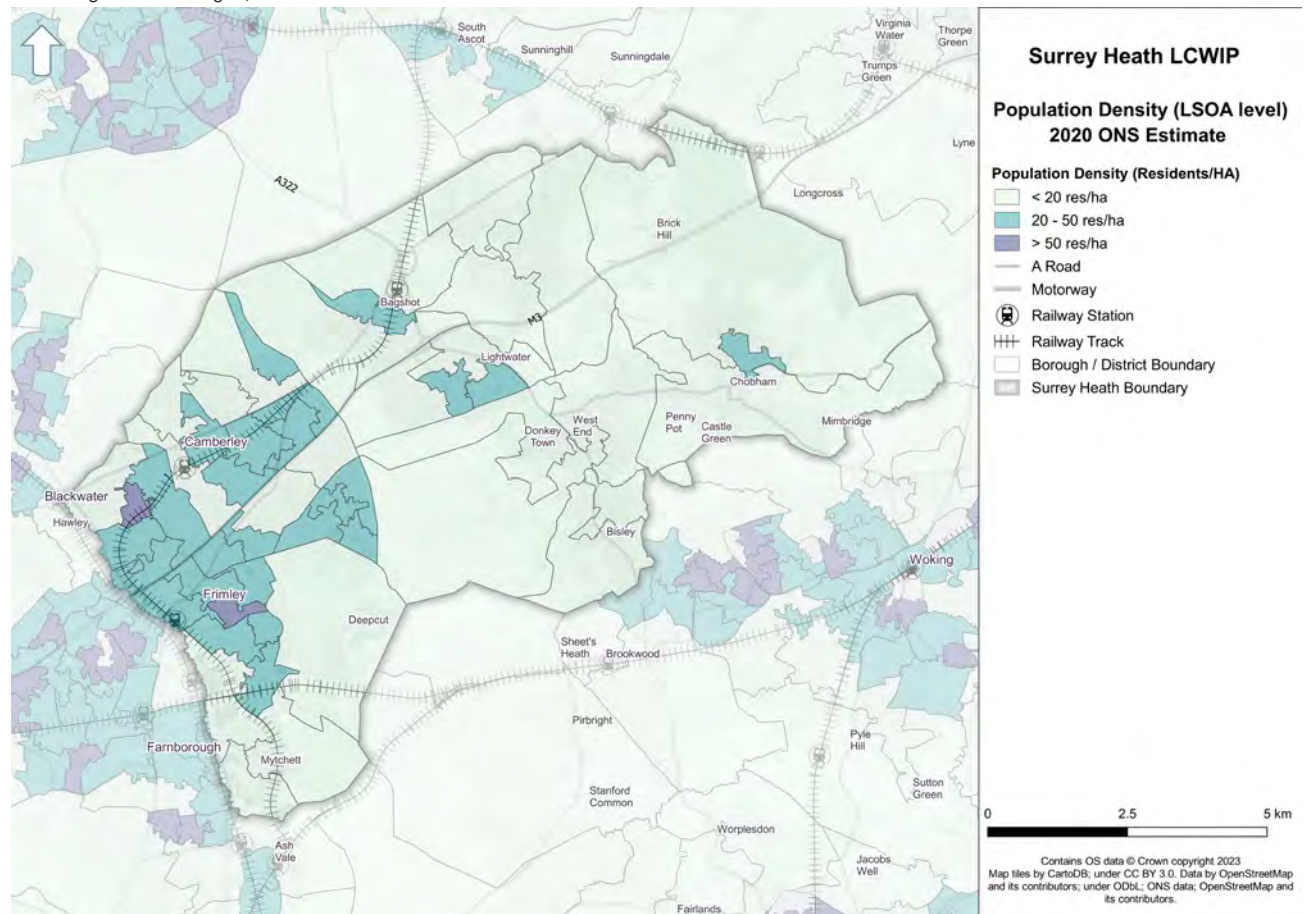 South
Ascot
Sunninghill
Sunningdale
Virginia
Water
Thorpe
Green
Trumps
Green
Lyne
A322
Longcross
Brick
Hill
Bagshot
M3
Lightwater
Chobham
Camberley
Donkey
Town
West
End
Penny
Pot
Castle
Green
Mimbridge
Blackwater
Hawley
Bisley
Woking
Frimley
Deepcut
Sheet's
Heath
Brookwood
Pirbright
Farnborough
Mytchett
Pyle
Hill
Stanford
Common
Sutton
Green
Worplesdon
Ash
Vale
Jacobs
Well
Fairlands
Surrey Heath LCWIP
Population Density (LSOA level)
2020 ONS Estimate
Population Density (Residents/HA)
< 20 res/ha
20 - 50 res/ha
> 50 res/ha
A Road
Motorway
Railway Station
Railway Track
Borough / District Boundary
Surrey Heath Boundary
0 2.5 5 km
Contains OS data © Crown copyright 2023
Map tiles by CartoDB; under CC BY 3.0. Data by OpenStreetMap
and its contributors; under ODbL; ONS data; OpenStreetMap and
its contributors.